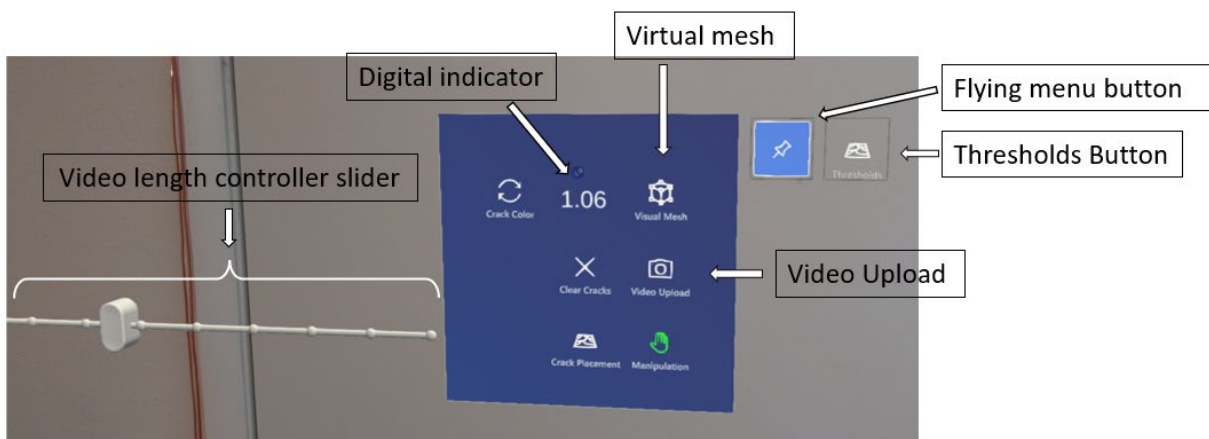 Virtual mesh
Digital indicator
Flying menu button
Thresholds Button
Thresholds
Video length controller slider
Crack Color
1.06
Visual Mesh
Clear Cracks
Video Upload
Video Upload
Crack Placement
Manipulation